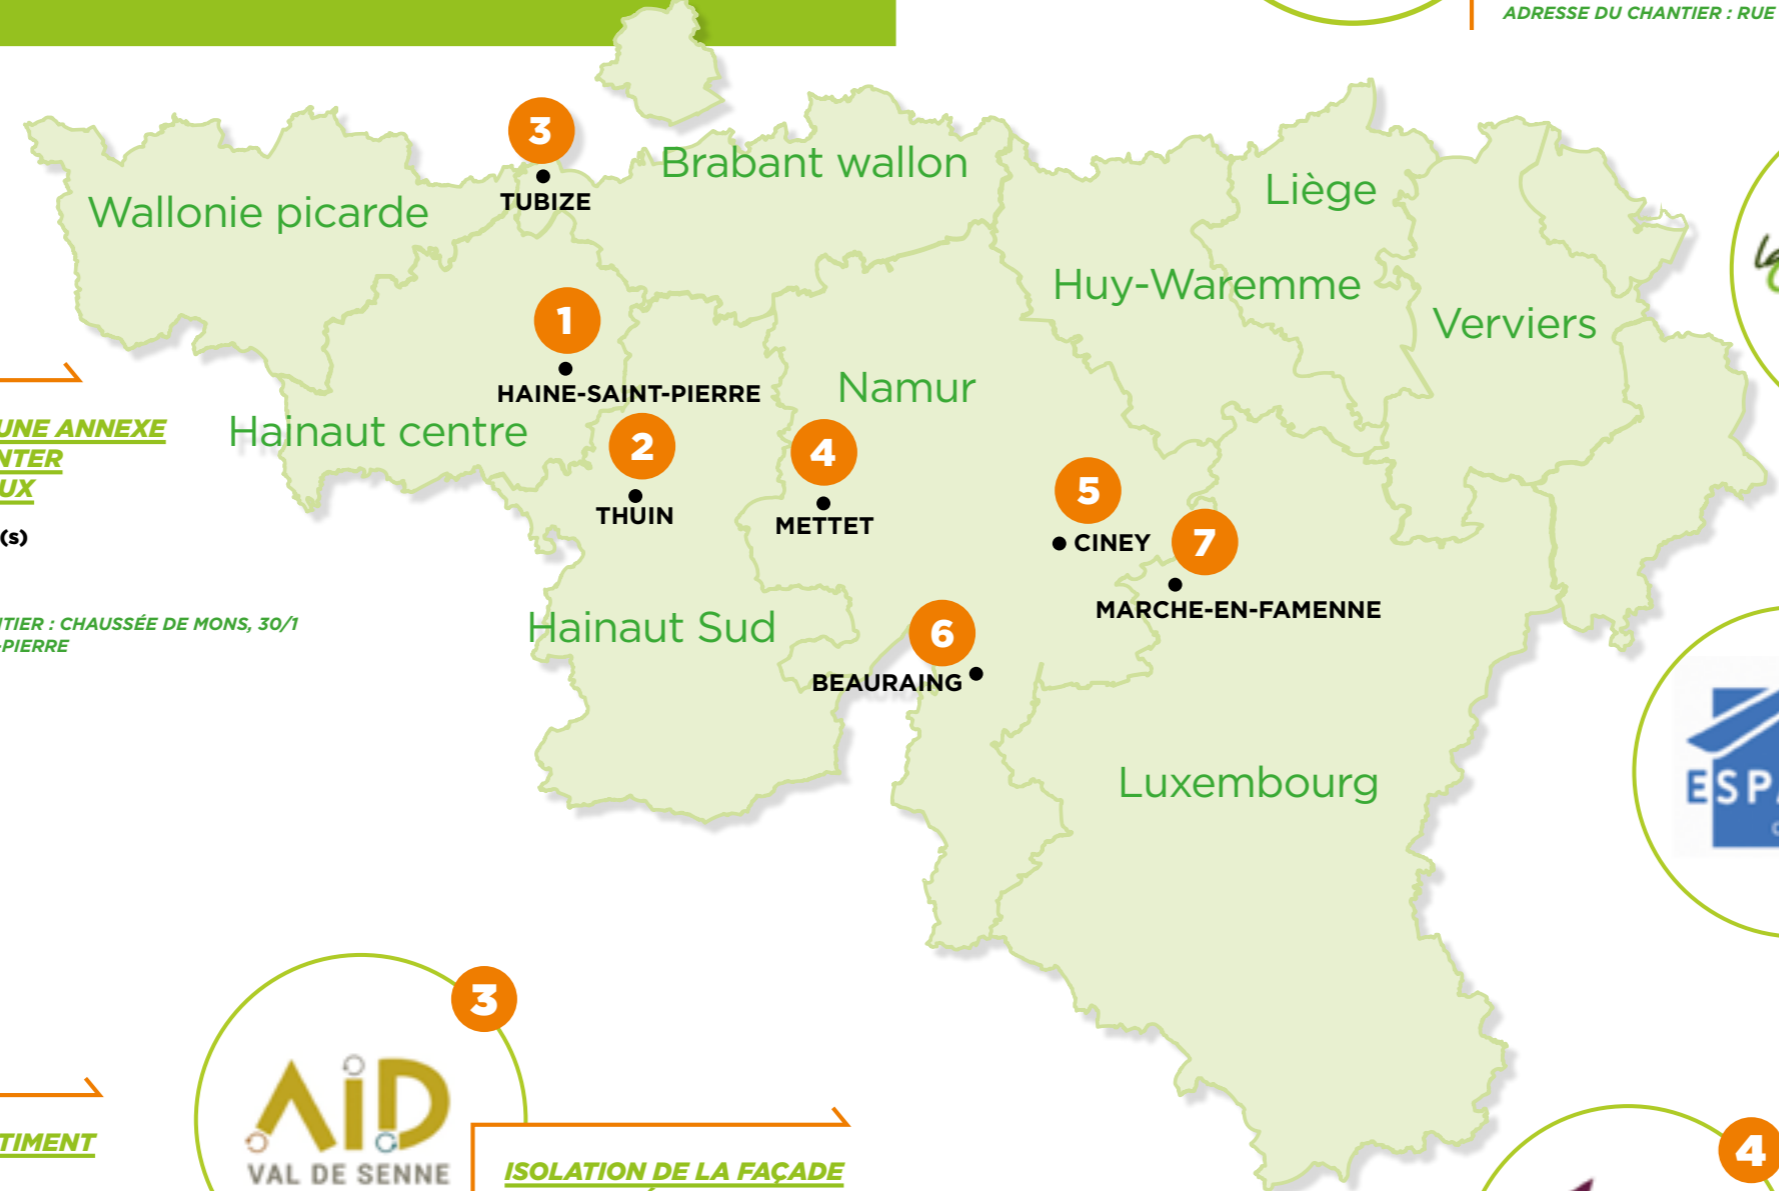 ADRESSE DU CHANTIER : RUE
3
TUBIZE
Brabant wallon
Wallonie picarde
Liège
Huy-Waremme
Verviers
1
HAINE-SAINT-PIERRE
Namur
Hainaut centre
2
THUIN
4
METTET
5
CINEY
7
MARCHE-EN-FAMENNE
Hainaut Sud
6
BEAURAING
Luxembourg
UNE ANNEXE
NTER
UX
(s)
TIER : CHAUSSÉE DE MONS, 30/1
-PIERRE
ESPA
TIMENT
3
AiD
VAL DE SENNE
ISOLATION DE LA FAÇADE
4